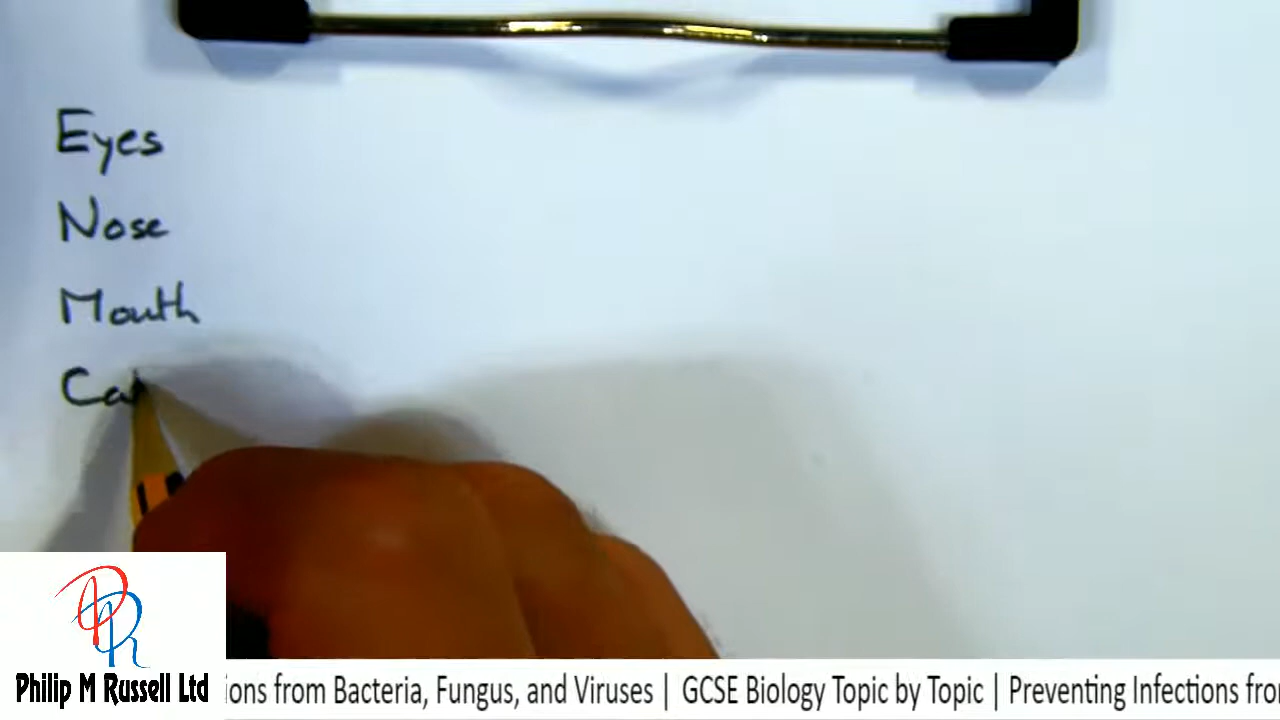 Eyes
Nose
Mouth
Ca
Philip M Russell Ltd
ions from Bacteria, Fungus, and Viruses | GCSE Biology Topic by Topic | Preventing Infections fro